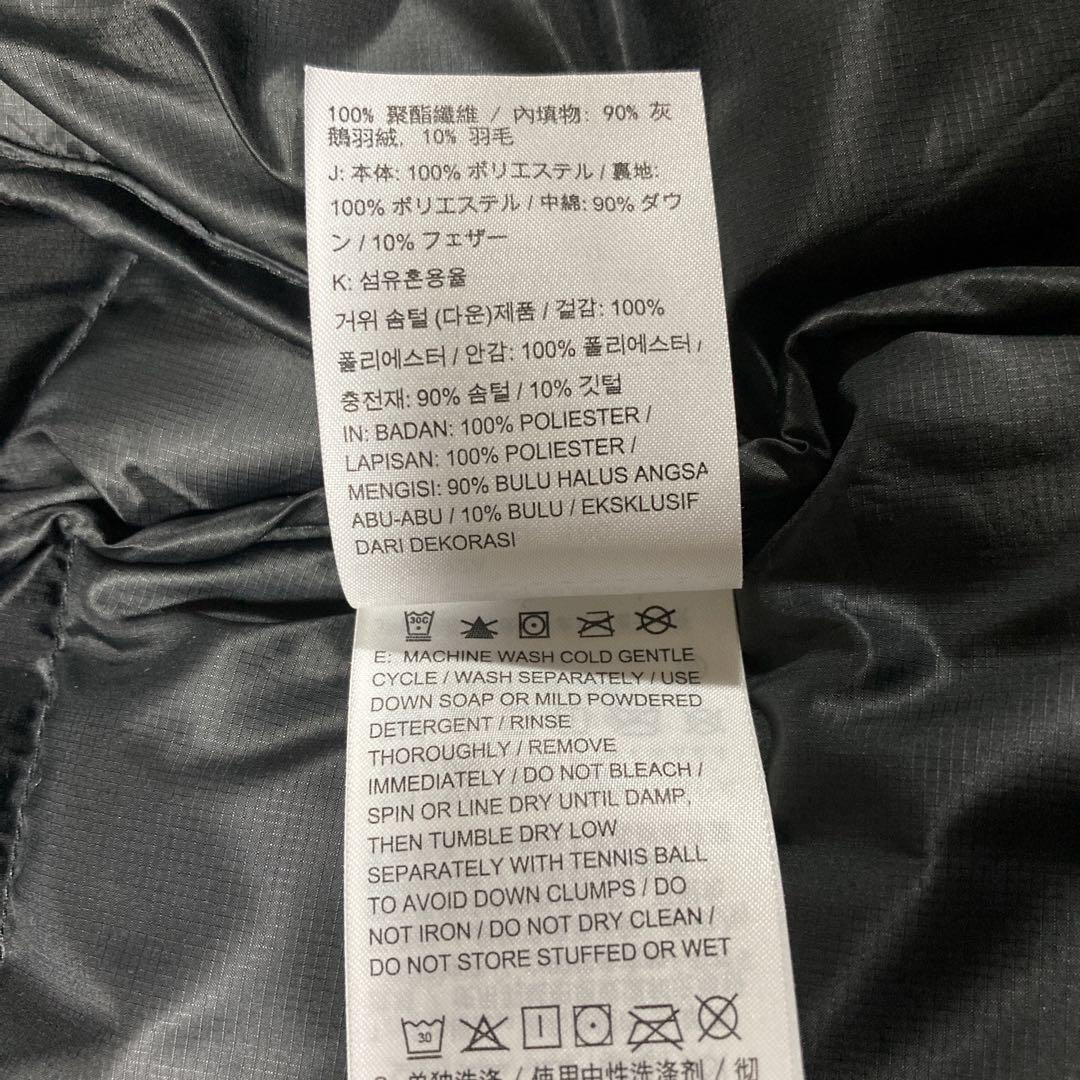 100% 聚酯纖維 / 內填物: 90% 灰
鵝羽絨, 10% 羽毛
J: 本体: 100% ポリエステル / 裏地:
100% ポリエステル / 中綿: 90% ダウ
ン / 10% フェザー
K: 섬유혼용율
거위 솜털 (다운)제품 / 겉감: 100%
폴리에스터 / 안감: 100% 폴리에스터 /
충전재: 90% 솜털 / 10% 깃털
IN: BADAN: 100% POLIESTER /
LAPISAN: 100% POLIESTER /
MENGISI: 90% BULU HALUS ANGSA
ABU-ABU / 10% BULU / EKSKLUSIF
DARI DEKORASI
30C
E: MACHINE WASH COLD GENTLE
CYCLE / WASH SEPARATELY / USE
DOWN SOAP OR MILD POWDERED
DETERGENT / RINSE
THOROUGHLY / REMOVE
IMMEDIATELY / DO NOT BLEACH /
SPIN OR LINE DRY UNTIL DAMP,
THEN TUMBLE DRY LOW
SEPARATELY WITH TENNIS BALL
TO AVOID DOWN CLUMPS / DO
NOT IRON / DO NOT DRY CLEAN /
DO NOT STORE STUFFED OR WET
30
单独洗涤 / 使用中性洗涤剂 / 彻